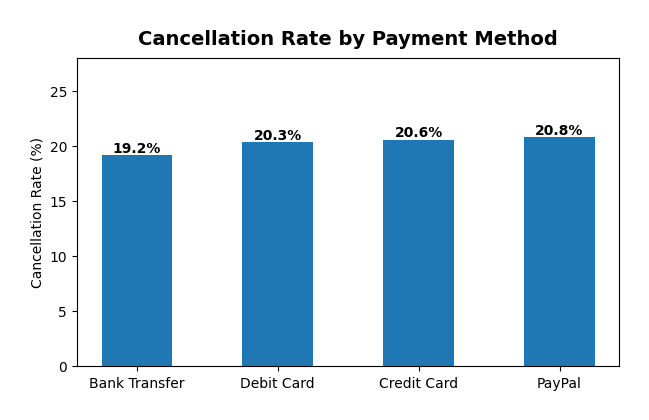 Cancellation Rate by Payment Method
Cancellation Rate (%)
25
20
15
10
5
0
19.2%
20.3%
20.6%
20.8%
Bank Transfer
Debit Card
Credit Card
PayPal